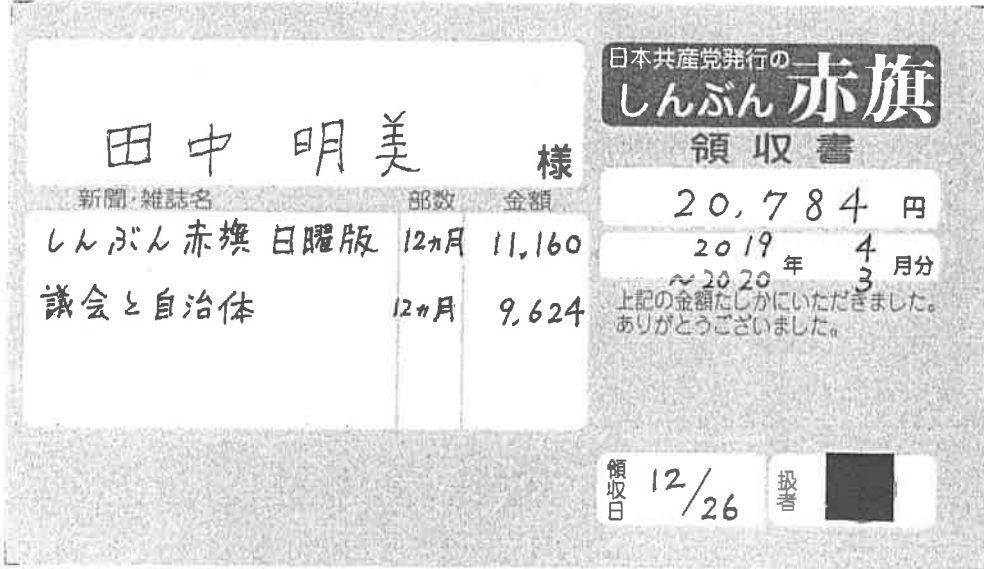 田中 明美 様
新聞・雑誌名 部数 金額
しんぶん赤旗 日曜版 12ヵ月 11,160
議会と自治体 12ヵ月 9,624
日本共産党発行の
しんぶん赤旗
領収書
20,784 円
2019年 4月分
~2020 3
上記の金額たしかにいただきました。
ありがとうございました。
領収日 12/26 扱者